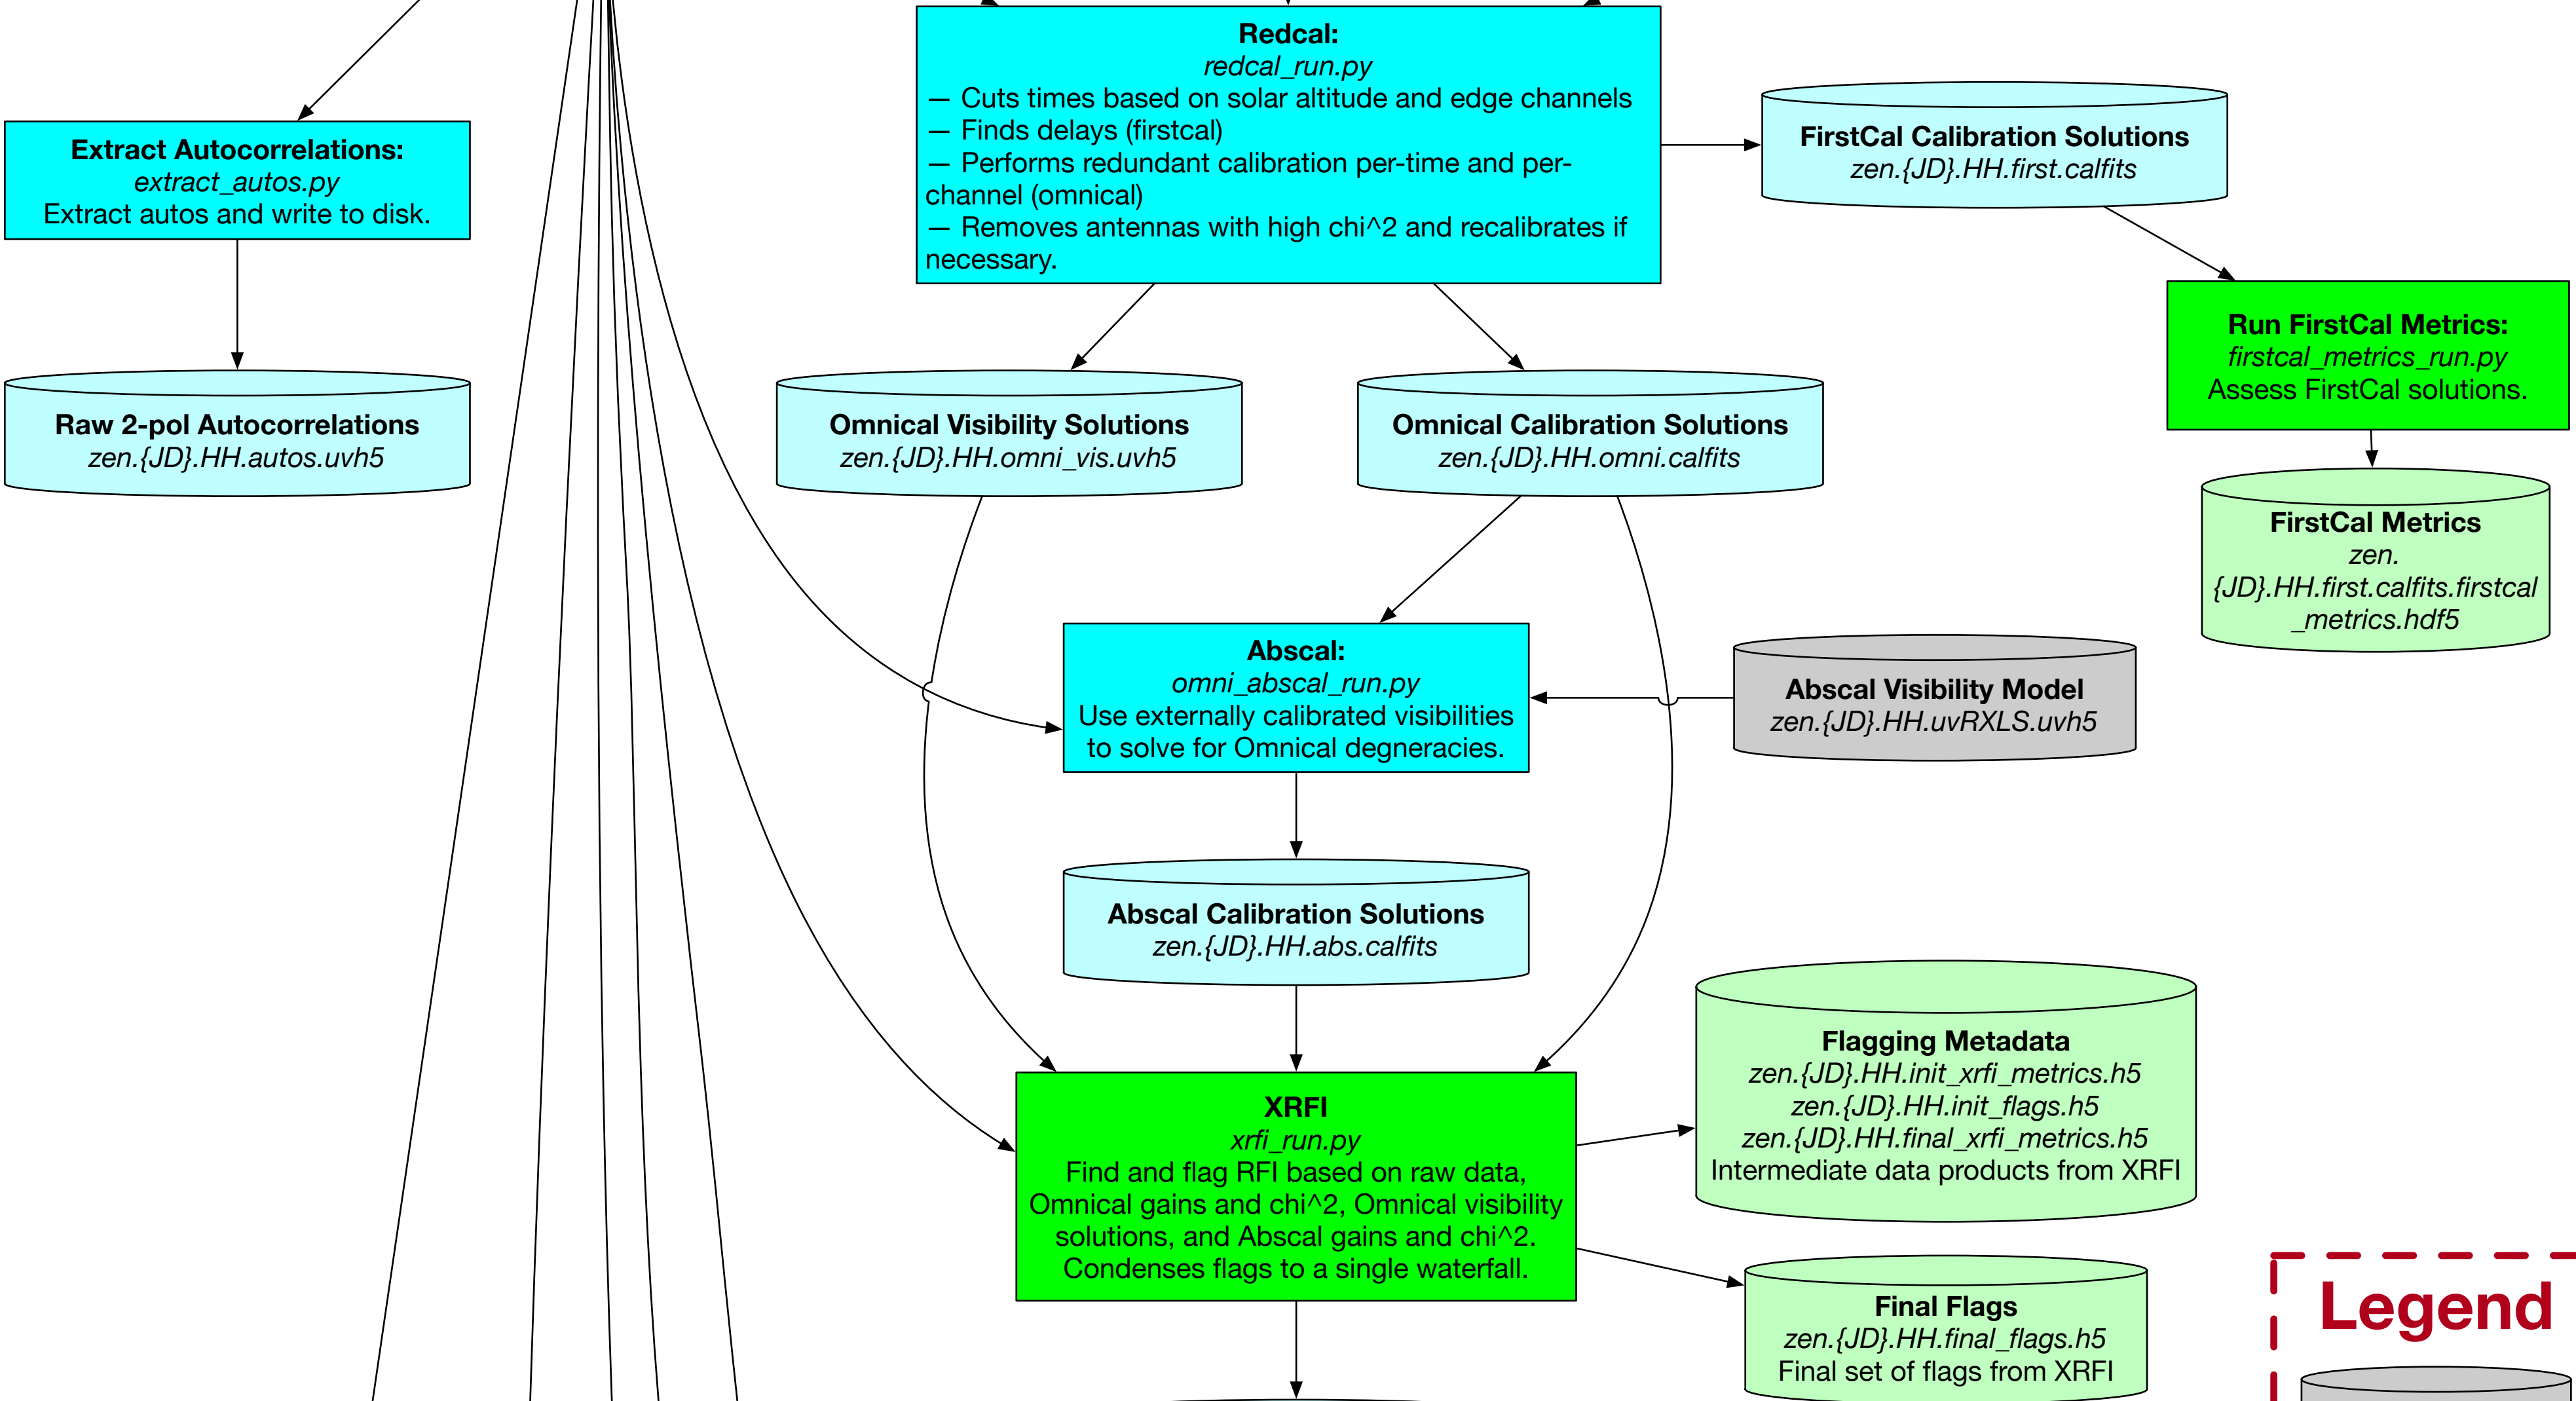 Redcal:
redcal_run.py
— Cuts times based on solar altitude and edge channels
— Finds delays (firstcal)
— Performs redundant calibration per-time and per-
channel (omnical)
— Removes antennas with high chi^2 and recalibrates if
necessary.
FirstCal Calibration Solutions
zen.{JD}.HH.first.calfits
Extract Autocorrelations:
extract_autos.py
Extract autos and write to disk.
Run FirstCal Metrics:
firstcal_metrics_run.py
Assess FirstCal solutions.
Raw 2-pol Autocorrelations
zen.{JD}.HH.autos.uvh5
Omnical Visibility Solutions
zen.{JD}.HH.omni_vis.uvh5
Omnical Calibration Solutions
zen.{JD}.HH.omni.calfits
FirstCal Metrics
zen.
{JD}.HH.first.calfits.firstcal
_metrics.hdf5
Abscal:
omni_abscal_run.py
Use externally calibrated visibilities
to solve for Omnical degneracies.
Abscal Visibility Model
zen.{JD}.HH.uvRXLS.uvh5
Abscal Calibration Solutions
zen.{JD}.HH.abs.calfits
XRFI
xrfi_run.py
Find and flag RFI based on raw data,
Omnical gains and chi^2, Omnical visibility
solutions, and Abscal gains and chi^2.
Condenses flags to a single waterfall.
Flagging Metadata
zen.{JD}.HH.init_xrfi_metrics.h5
zen.{JD}.HH.init_flags.h5
zen.{JD}.HH.final_xrfi_metrics.h5
Intermediate data products from XRFI
Final Flags
zen.{JD}.HH.final_flags.h5
Final set of flags from XRFI
Legend